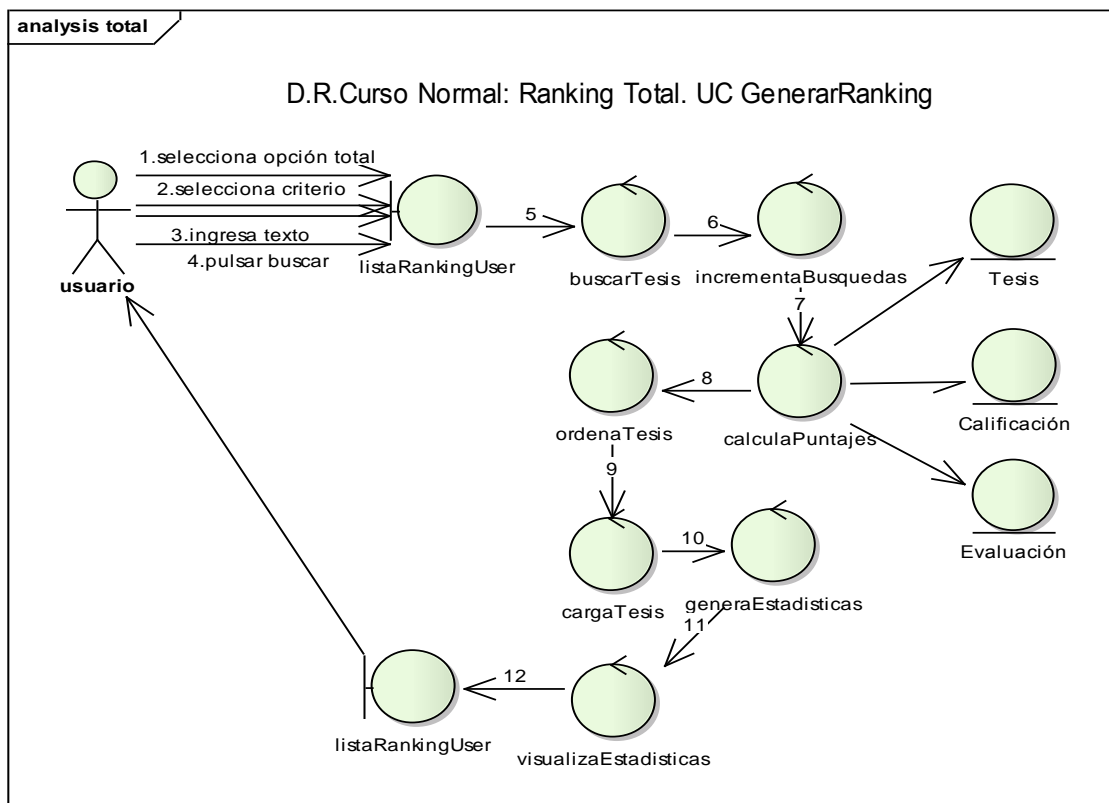 analysis total
D.R.Curso Normal: Ranking Total. UC GenerarRanking
1.selecciona opción total
2.selecciona criterio
3.ingresa texto
4.pulsar buscar
usuario
listaRankingUser
5
buscarTesis
6
incrementaBusquedas
Tesis
7
8
ordenaTesis
calculaPuntajes
Calificación
9
Evaluación
10
cargaTesis
generaEstadisticas
11
12
listaRankingUser
visualizaEstadisticas